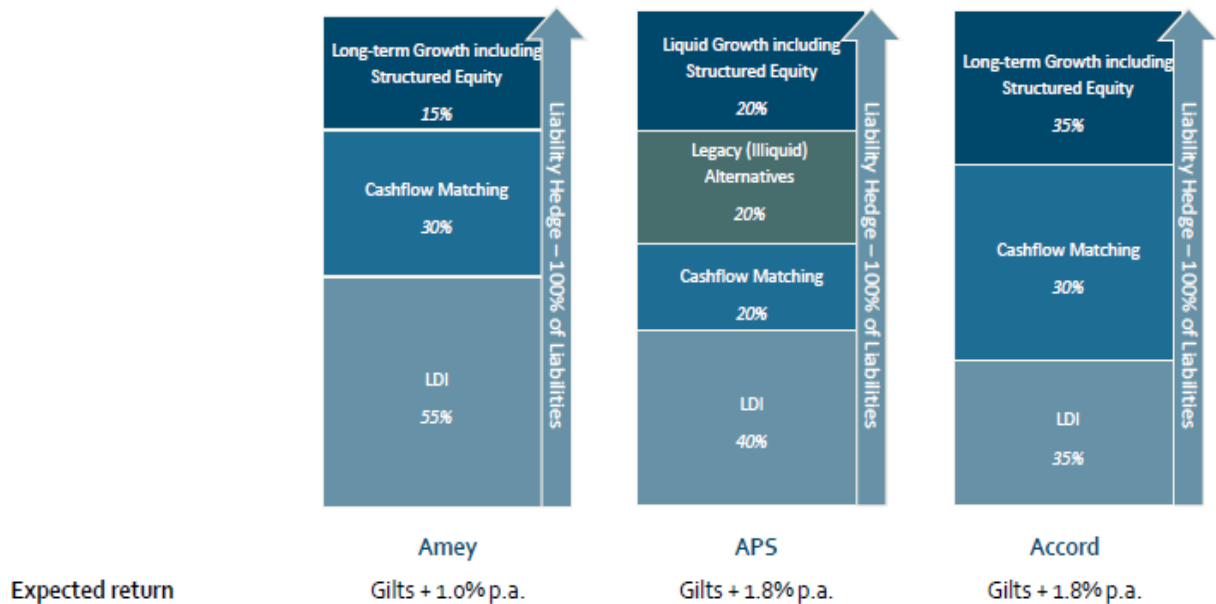 Long-term Growth including
Structured Equity
15%
Cashflow Matching
30%
LDI
55%
Liability Hedge – 100% of Liabilities
Liquid Growth including
Structured Equity
20%
Legacy (Illiquid)
Alternatives
20%
Cashflow Matching
20%
LDI
40%
Liability Hedge – 100% of Liabilities
Long-term Growth including
Structured Equity
35%
Cashflow Matching
30%
LDI
35%
Liability Hedge – 100% of Liabilities
Amey APS Accord
Expected return Gilts + 1.0% p.a. Gilts + 1.8% p.a. Gilts + 1.8% p.a.